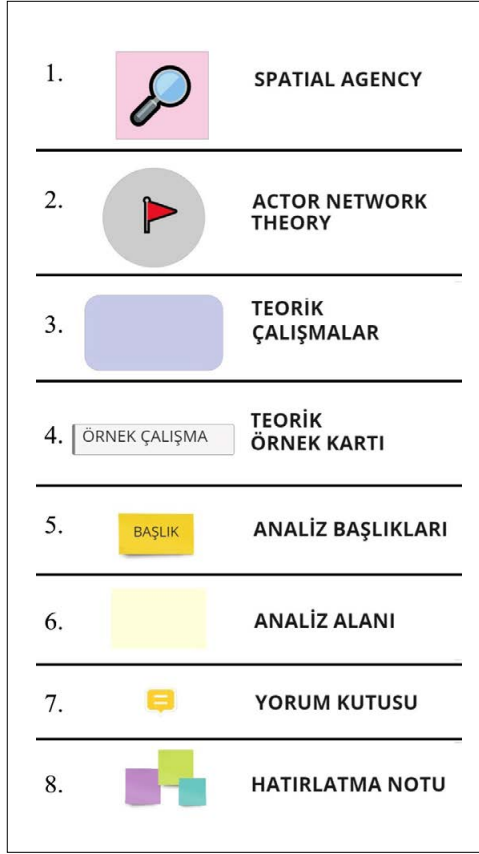 1. SPATIAL AGENCY
2. ACTOR NETWORK
THEORY
3. TEORİK
ÇALIŞMALAR
4. ÖRNEK ÇALIŞMA TEORİK
ÖRNEK KARTI
5. BAŞLIK ANALİZ BAŞLIKLARI
6. ANALİZ ALANI
7. YORUM KUTUSU
8. HATIRLATMA NOTU